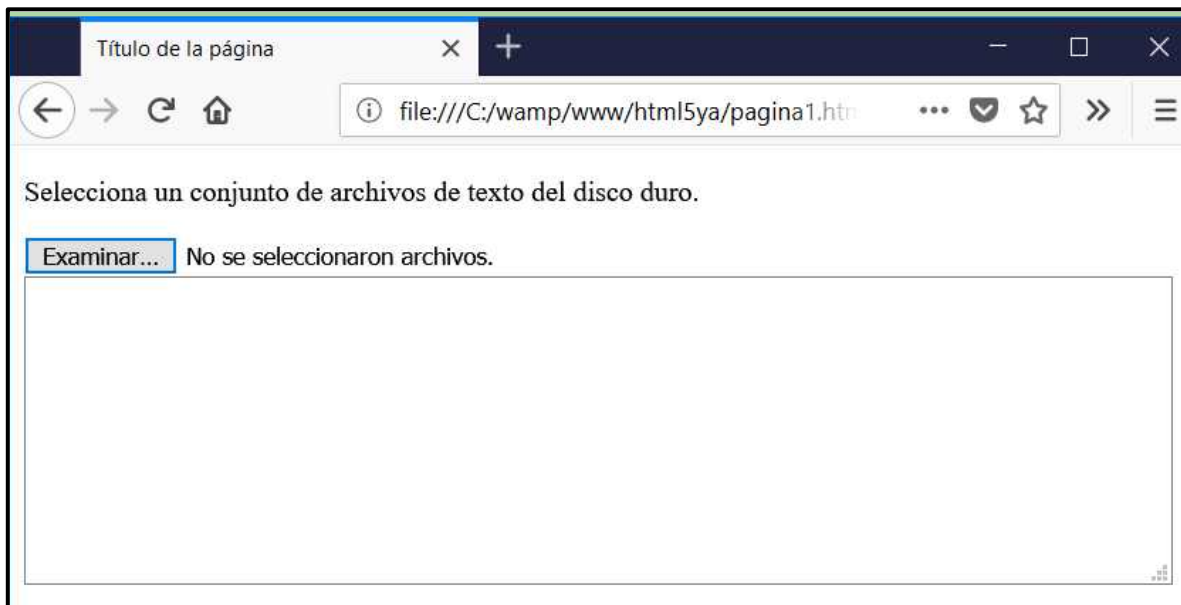 Título de la página
file:///C:/wamp/www/html5ya/pagina1.htm
Selecciona un conjunto de archivos de texto del disco duro.
Examinar... No se seleccionaron archivos.